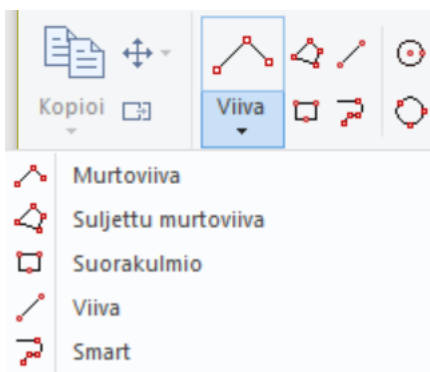 Kopioi
Viiva
Murtoviiva
Suljettu murtoviiva
Suorakulmio
Viiva
Smart